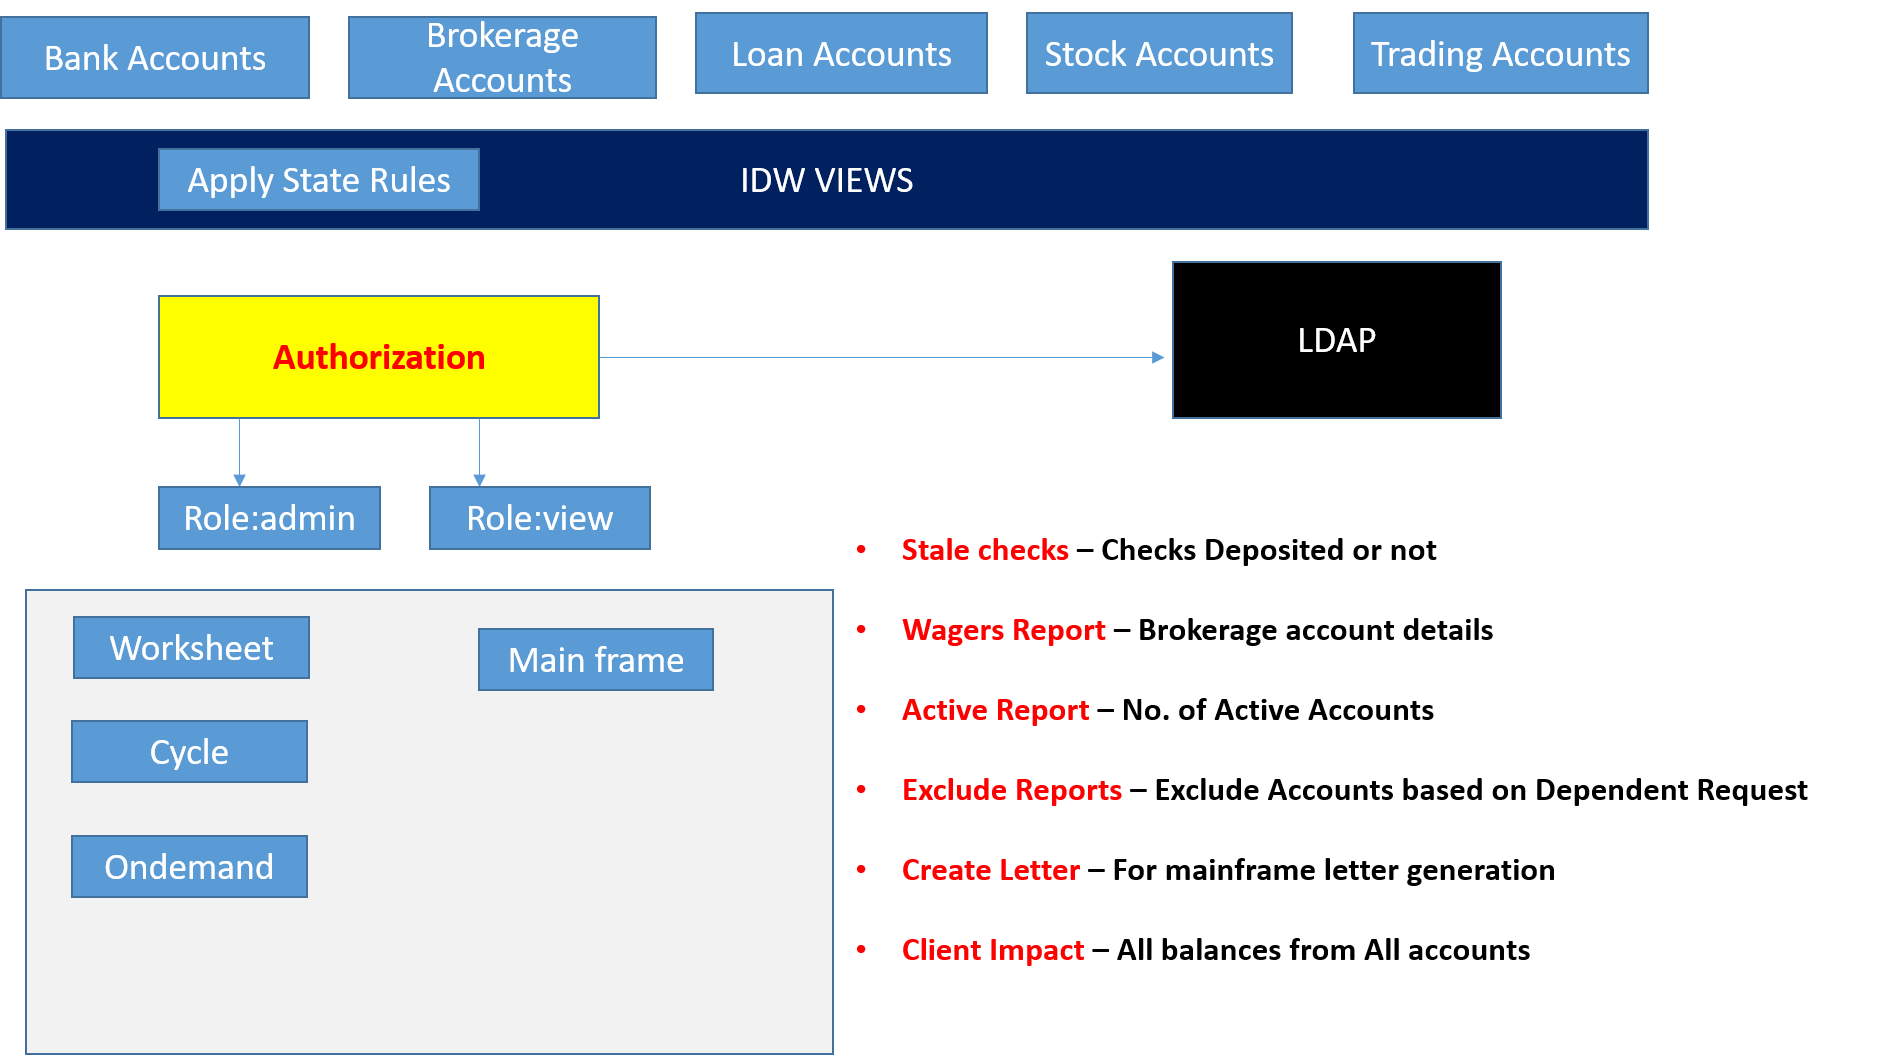 Bank Accounts
Brokerage
Accounts
Loan Accounts
Stock Accounts
Trading Accounts
Apply State Rules
IDW VIEWS
Authorization
LDAP
Role:admin
Role:view
Worksheet
Main frame
Cycle
Ondemand
• Stale checks – Checks Deposited or not
• Wagers Report – Brokerage account details
• Active Report – No. of Active Accounts
• Exclude Reports – Exclude Accounts based on Dependent Request
• Create Letter – For mainframe letter generation
• Client Impact – All balances from All accounts